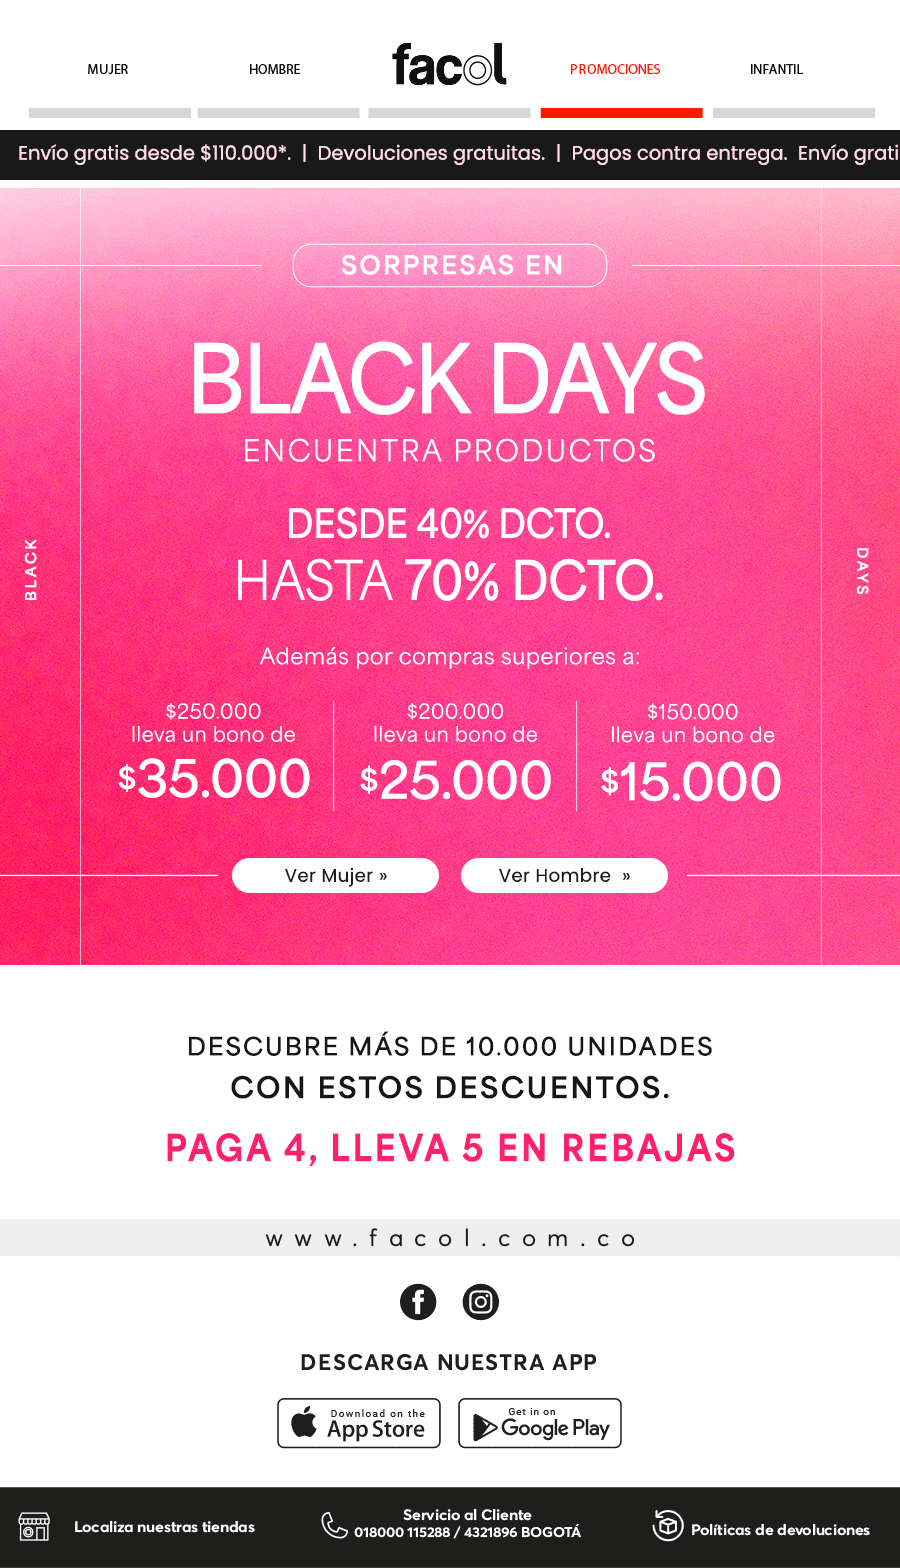 MUJER
HOMBRE
facol
PROMOCIONES
INFANTIL
Envío gratis desde $110.000*. | Devoluciones gratuitas. | Pagos contra entrega. Envío grati
SORPRESAS EN
BLACK DAYS
ENCUENTRA PRODUCTOS
DESDE 40% DCTO.
HASTA 70% DCTO.
BLACK
DAYS
Además por compras superiores a:
$250.000
lleva un bono de
$35.000
$200.000
lleva un bono de
$25.000
$150.000
lleva un bono de
$15.000
Ver Mujer »
Ver Hombre »
DESCUBRE MÁS DE 10.000 UNIDADES
CON ESTOS DESCUENTOS.
PAGA 4, LLEVA 5 EN REBAJAS
www.facol.com.co
DESCARGA NUESTRA APP
Download on the
App Store
Get in on
Google Play
Localiza nuestras tiendas
Servicio al Cliente
018000 115288 / 4321896 BOGOTÁ
Políticas de devoluciones